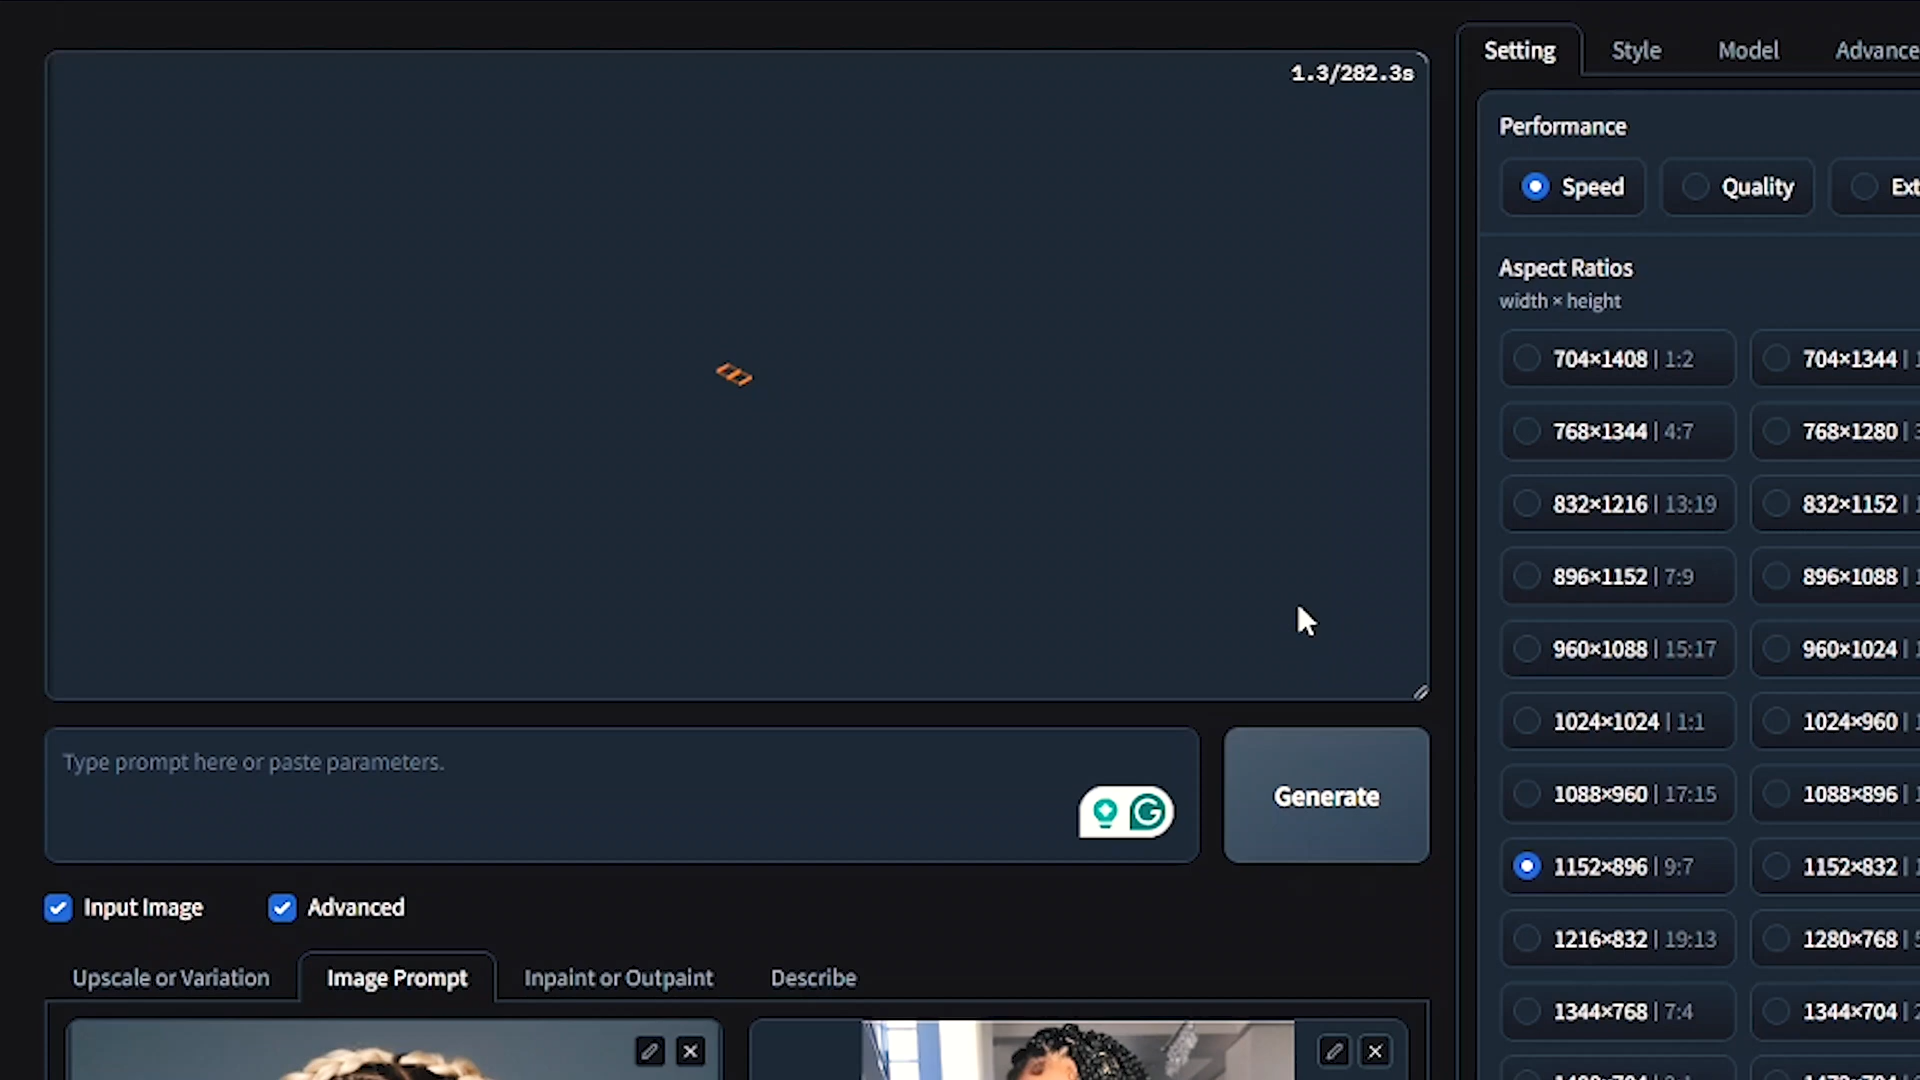 Setting Style Model Advance
1.3/282.3s
Performance
Speed Quality Ext
Aspect Ratios
width × height
704×1408 | 1:2 704×1344 |
768×1344 | 4:7 768×1280 |
832×1216 | 13:19 832×1152 |
896×1152 | 7:9 896×1088 |
960×1088 | 15:17 960×1024 |
1024×1024 | 1:1 1024×960 |
1088×960 | 17:15 1088×896 |
1152×896 | 9:7 1152×832 |
1216×832 | 19:13 1280×768 |
1344×768 | 7:4 1344×704 |
Type prompt here or paste parameters.
Generate
Input Image Advanced
Upscale or Variation Image Prompt Inpaint or Outpaint Describe